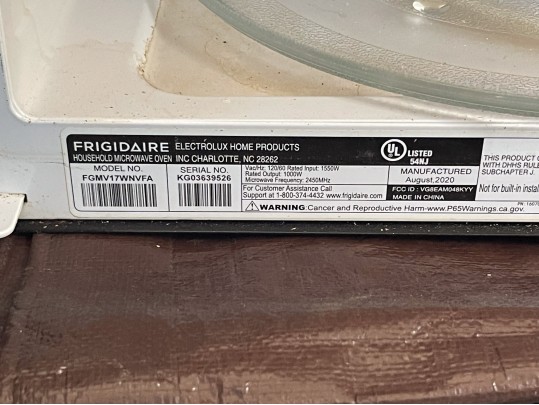 FRIGIDAIRE ELECTROLUX HOME PRODUCTS
HOUSEHOLD MICROWAVE OVEN INC CHARLOTTE, NC 28262
MODEL NO.
FGMV17WNVFA
SERIAL NO.
KG03639526
Vac/Hz: 120/60 Rated Input: 1550W
Rated Output: 1000W
Microwave Frequency: 2450MHz
For Customer Assistance Call
Support at 1-800-374-4432 www.frigidaire.com
UL LISTED
54NJ
MANUFACTURED
August,2020
FCC ID : VG8EAM048KYY
MADE IN CHINA
THIS PRODUCT
WITH DHHS RULE
SUBCHAPTER J.
Not for built-in instal
WARNING:Cancer and Reproductive Harm-www.P65Warnings.ca.gov.